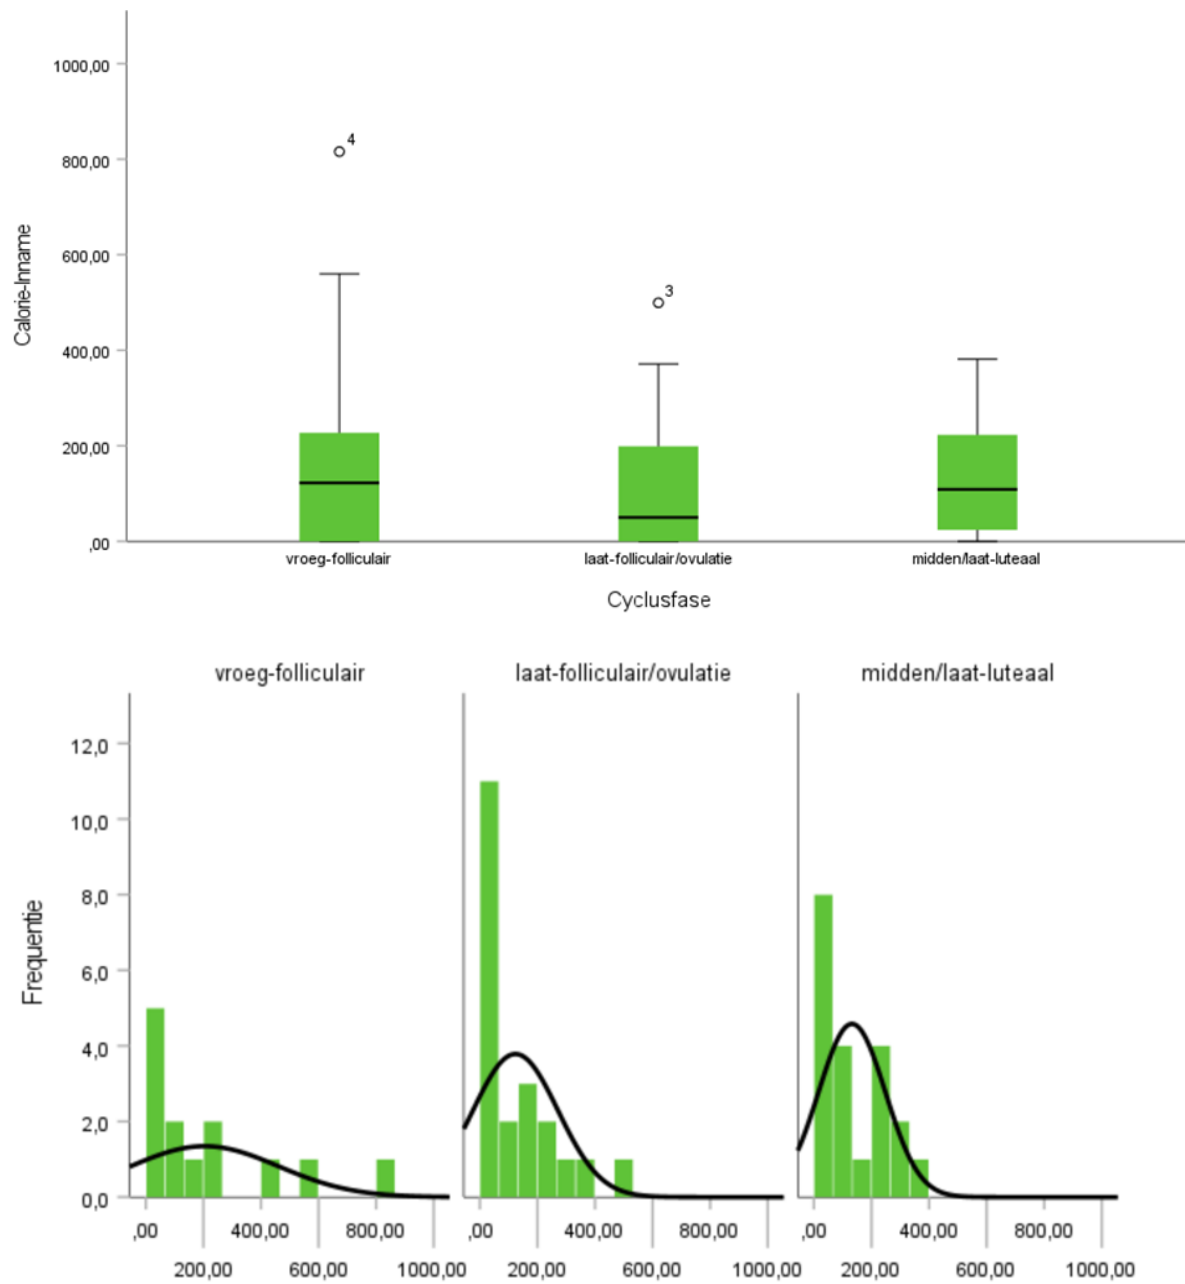 1000,00
800,00
600,00
400,00
200,00
,00
Calorie-Inname
4
3
vroeg-folliculair laat-folliculair/ovulatie midden/laat-luteaal
Cyclusfase
vroeg-folliculair laat-folliculair/ovulatie midden/laat-luteaal
12,0
10,0
8,0
6,0
4,0
2,0
0,0
Frequentie
,00 400,00 800,00 ,00 400,00 800,00 ,00 400,00 800,00
200,00 600,00 1000,00 200,00 600,00 1000,00 200,00 600,00 1000,00